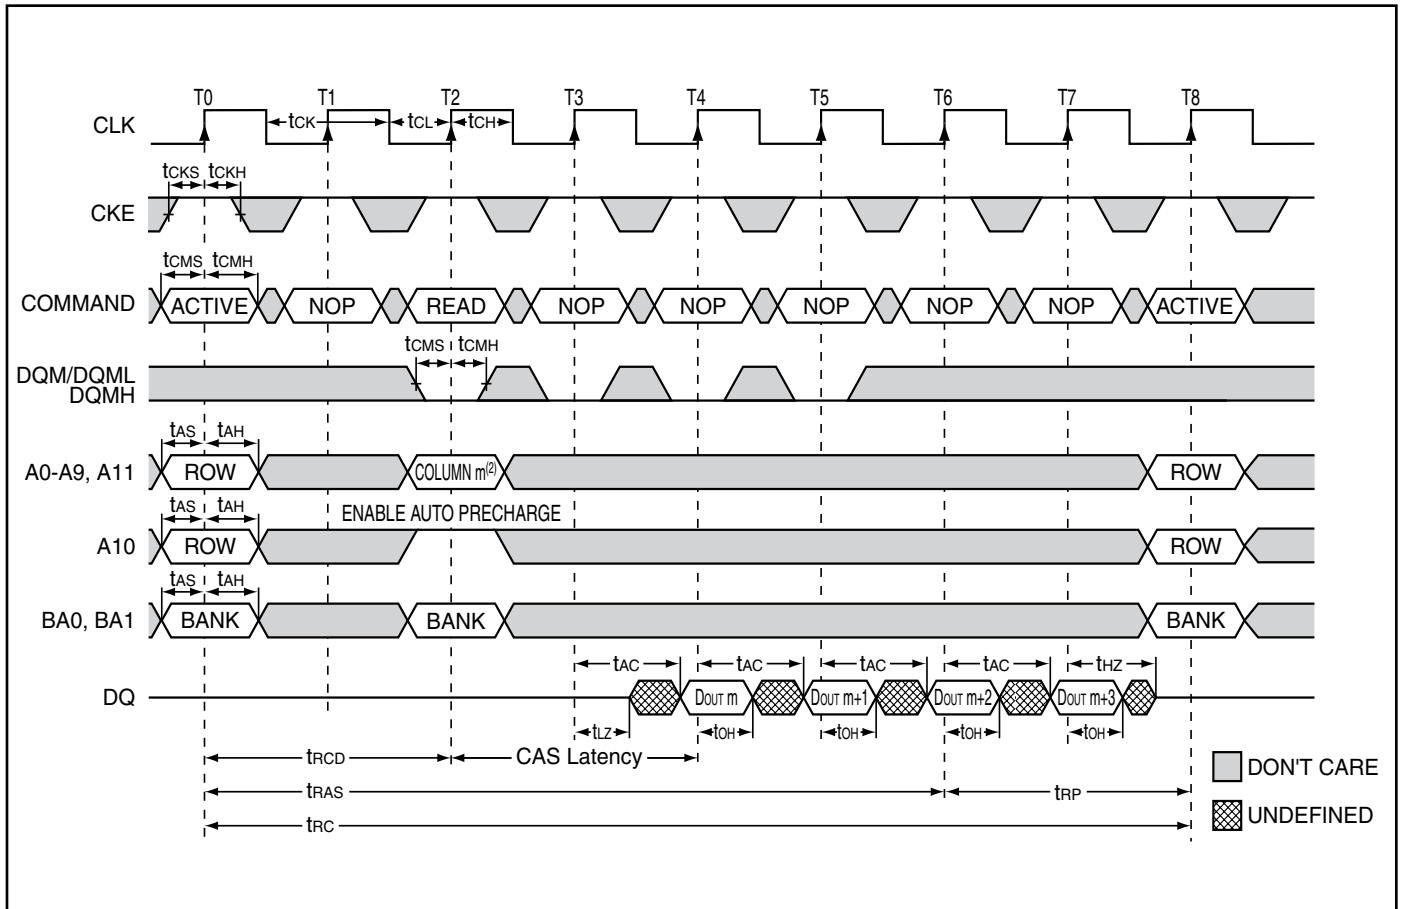 T0 T1 T2 T3 T4 T5 T6 T7 T8
CLK tCK tCL tCH
tCKS tCKH
CKE
tCMS tCMH
COMMAND ACTIVE NOP READ NOP NOP NOP NOP NOP ACTIVE
tCMS tCMH
DQM/DQML
DQMH
tAS tAH
A0-A9, A11 ROW COLUMN m(2) ROW
tAS tAH ENABLE AUTO PRECHARGE
A10 ROW ROW
tAS tAH
BA0, BA1 BANK BANK BANK
tAC tAC tAC tAC tHZ
DQ DOUT m DOUT m+1 DOUT m+2 DOUT m+3
tLZ tOH tOH tOH tOH
tRCD CAS Latency
DON'T CARE
tRAS tRP
UNDEFINED
tRC